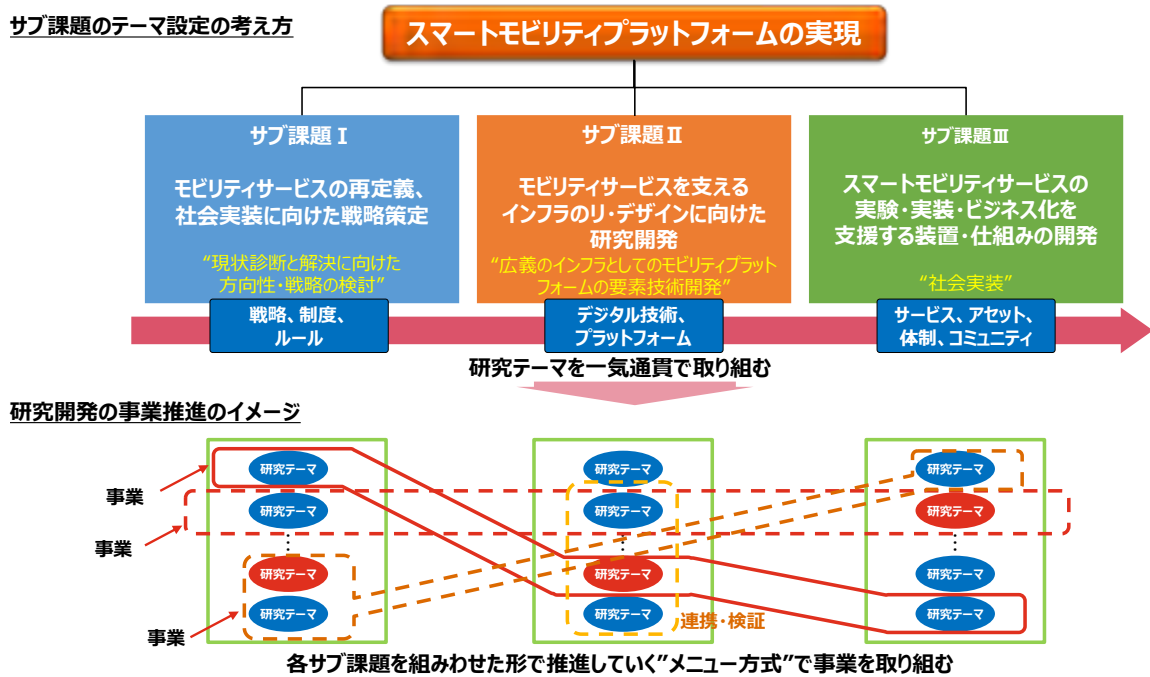 サブ課題のテーマ設定の考え方
スマートモビリティプラットフォームの実現
サブ課題Ⅰ
モビリティサービスの再定義、
社会実装に向けた戦略策定
“現状診断と解決に向けた
方向性・戦略の検討”
戦略、制度、
ルール
サブ課題Ⅱ
モビリティサービスを支える
インフラのリ・デザインに向けた
研究開発
“広義のインフラとしてのモビリティプラット
フォームの要素技術開発”
デジタル技術、
プラットフォーム
サブ課題Ⅲ
スマートモビリティサービスの
実験・実装・ビジネス化を
支援する装置・仕組みの開発
“社会実装”
サービス、アセット、
体制、コミュニティ
研究テーマを一気通貫で取り組む
研究開発の事業推進のイメージ
事業
事業
事業
研究テーマ
研究テーマ
研究テーマ
研究テーマ
研究テーマ
研究テーマ
研究テーマ
研究テーマ
連携・検証
研究テーマ
研究テーマ
研究テーマ
研究テーマ
各サブ課題を組みわせた形で推進していく”メニュー方式”で事業を取り組む